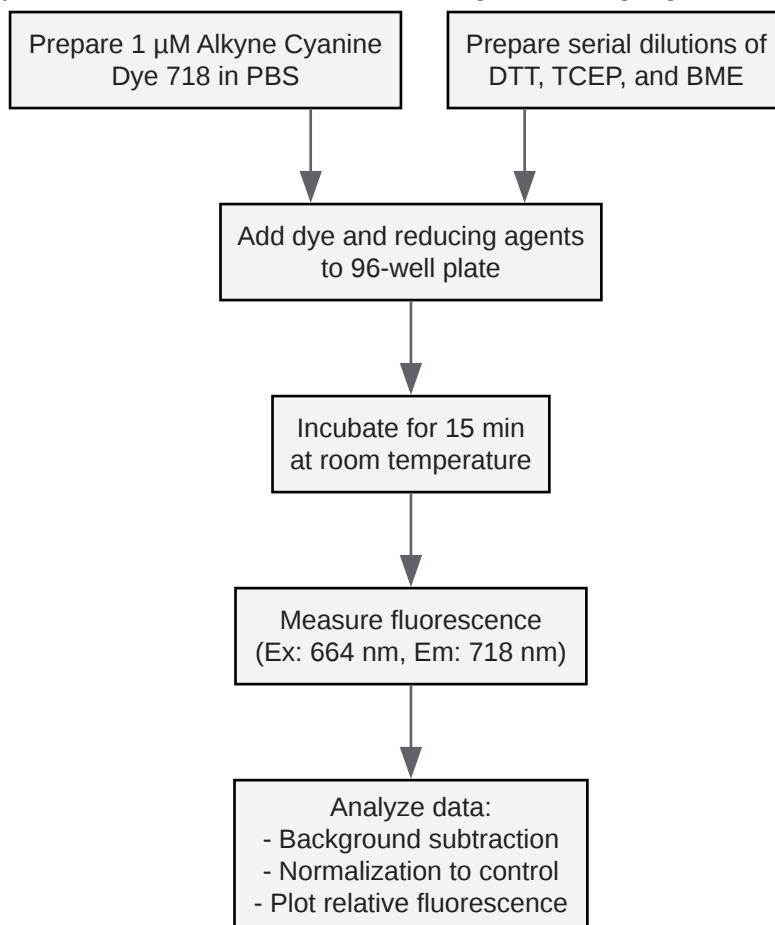 Prepare 1 µM Alkyne Cyanine
Dye 718 in PBS
Prepare serial dilutions of
DTT, TCEP, and BME
Add dye and reducing agents
to 96-well plate
Incubate for 15 min
at room temperature
Measure fluorescence
(Ex: 664 nm, Em: 718 nm)
Analyze data:
- Background subtraction
- Normalization to control
- Plot relative fluorescence